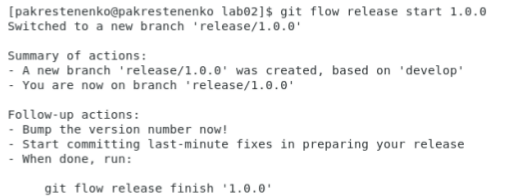 [pakrestenenko@pakrestenenko lab02]$ git flow release start 1.0.0
Switched to a new branch 'release/1.0.0'
Summary of actions:
- A new branch 'release/1.0.0' was created, based on 'develop'
- You are now on branch 'release/1.0.0'
Follow-up actions:
- Bump the version number now!
- Start committing last-minute fixes in preparing your release
- When done, run:
git flow release finish '1.0.0'